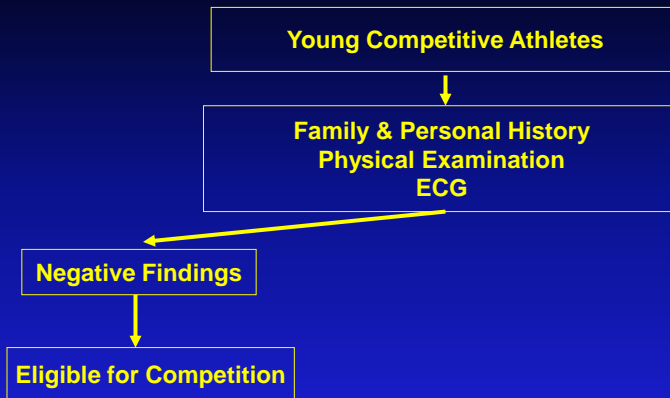 Young Competitive Athletes
Family & Personal History
Physical Examination
ECG
Negative Findings
Eligible for Competition